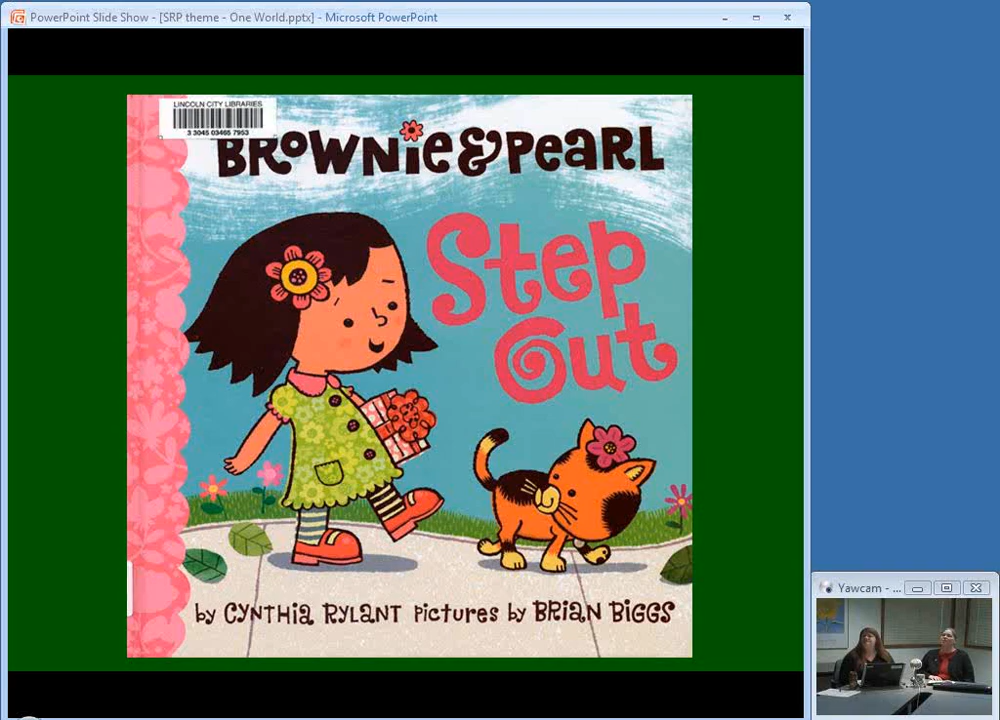 PowerPoint Slide Show - [SRP theme - One World.pptx] - Microsoft PowerPoint
LINCOLN CITY LIBRARIES
3 3045 03465 7953
BROWNiE & PEARL
Step
Out
by CYNTHiA RYLANT pictures by BRiAN BiGGS
Yawcam - ...